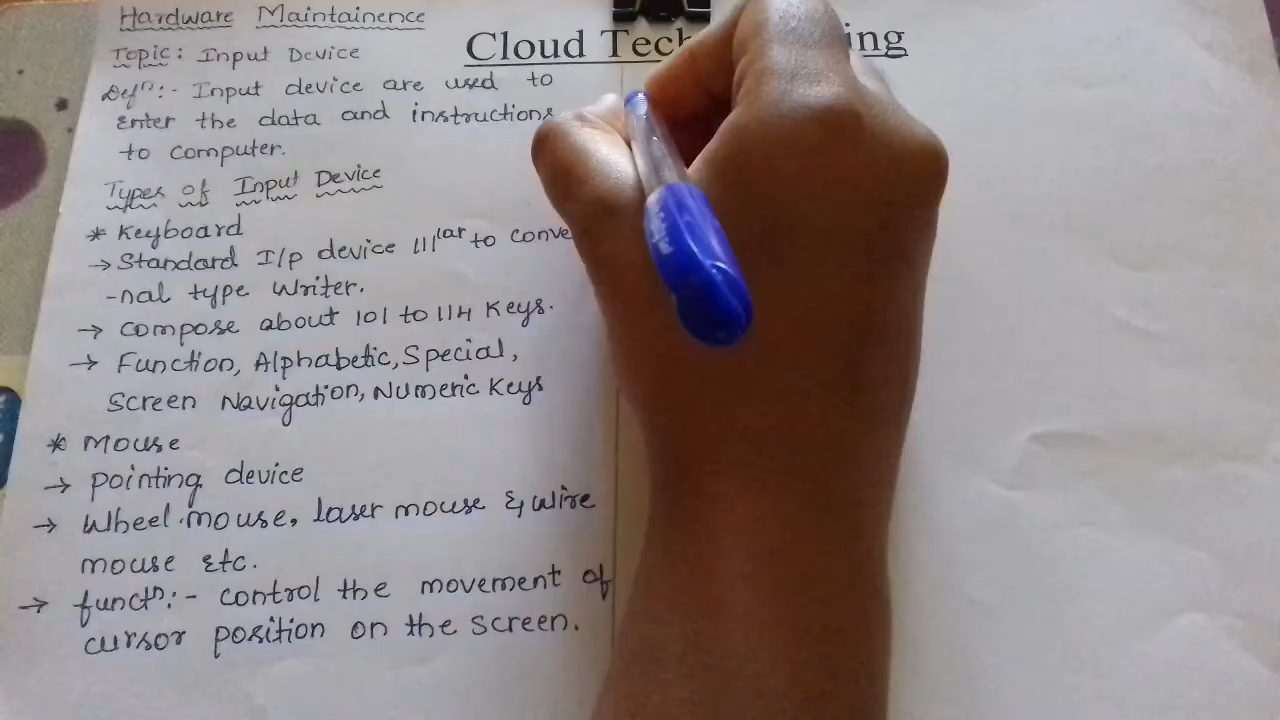 Hardware Maintainence
Cloud Tech ing
Topic: Input Device
Defn:- Input device are used to
Enter the data and instructions
to computer.
Types of Input Device
* Keyboard
→ Standard I/p device lllar to conve
-nal type writer.
→ compose about 101 to 114 Keys.
→ Function, Alphabetic, Special,
Screen Navigation, Numeric Keys
* Mouse
→ pointing device
→ Wheel mouse, laser mouse & wire
mouse etc.
→ functn:- control the movement of
cursor position on the screen.